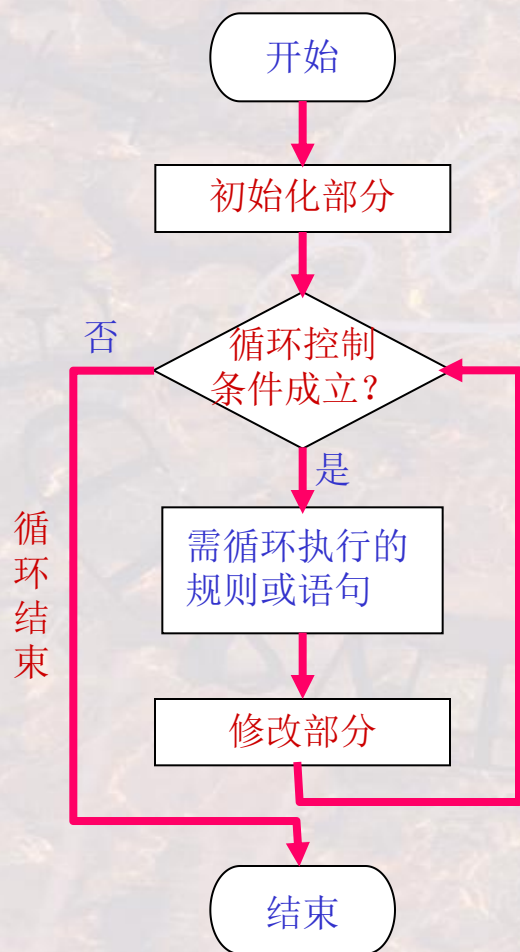 开始
初始化部分
循环控制
条件成立？
否
是
需循环执行的
规则或语句
循环结束
修改部分
结束